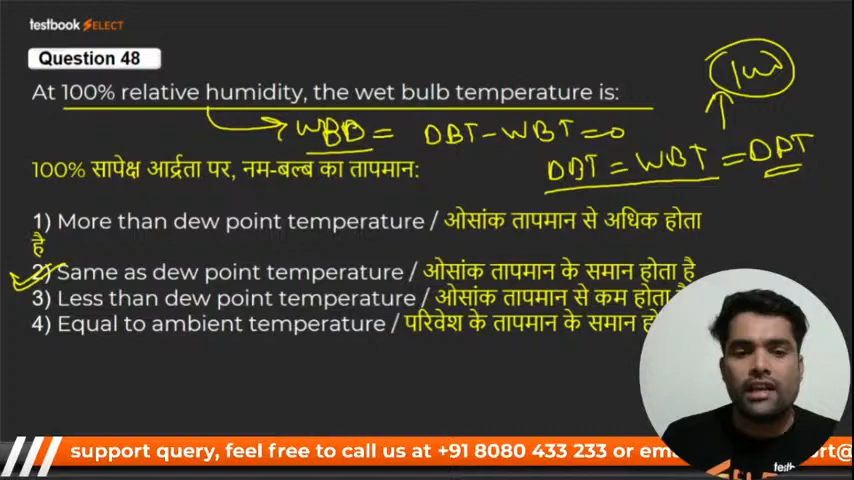 testbook SELECT
Question 48
100
At 100% relative humidity, the wet bulb temperature is:
WBD = DBT - WBT = 0
DBT = WBT = DPT
100% सापेक्ष आर्द्रता पर, नम-बल्ब का तापमान:
1) More than dew point temperature / ओसांक तापमान से अधिक होता
है
2) Same as dew point temperature / ओसांक तापमान के समान होता है
3) Less than dew point temperature / ओसांक तापमान से कम होता है
4) Equal to ambient temperature / परिवेश के तापमान के समान
support query, feel free to call us at +91 8080 433 233 or
SELE
testb